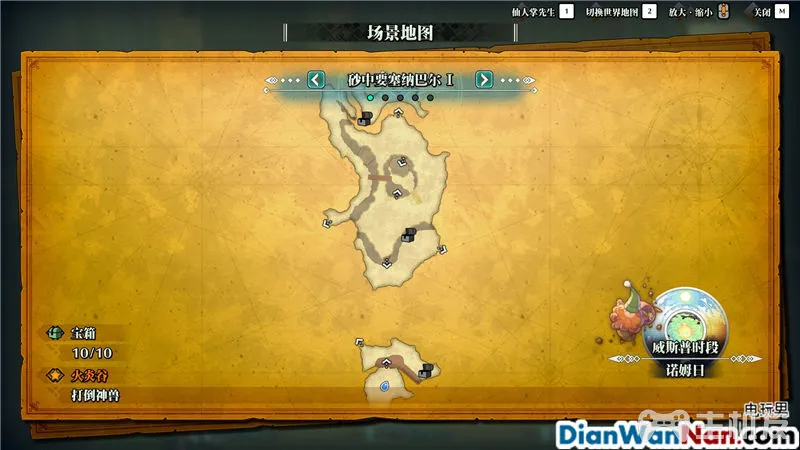 仙人掌先生 1 切换世界地图 2 放大·缩小 关闭 M
场景地图
砂中要塞纳巴尔 I
宝箱
10/10
火炎谷
打倒神兽
威斯普时段
诺姆日
电玩男
DianWanNan.com